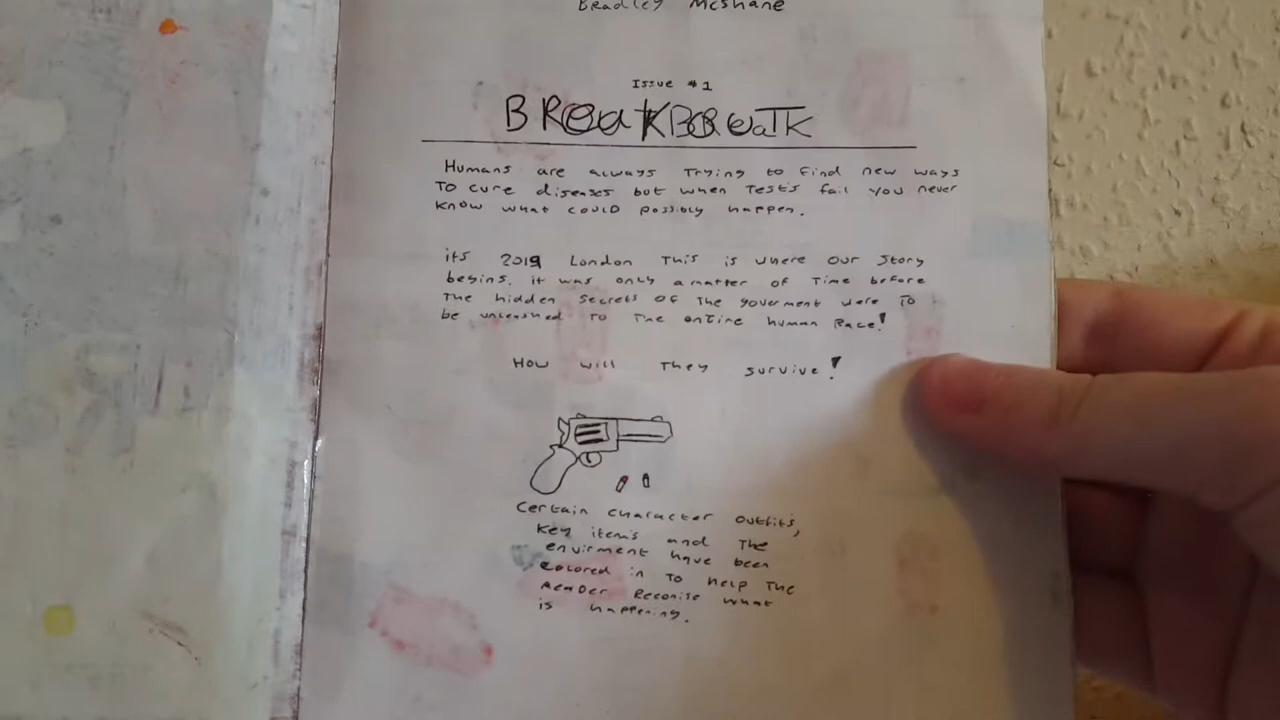 Bradley McShane
Issue #1
BReaKBReaTK
Humans are always Trying to find new ways
To cure diseases but when Tests fail you never
know what could possibly happen.
its 2019 London This is where our Story
begins. it was only a matter of Time before
The hidden secrets of The goverment were To
be unleashed To The entire human Race!
How will They survive!
Certain character outfits,
Key items and The
envirment have been
colored in To help The
ReadeR Reconise what
is happening.